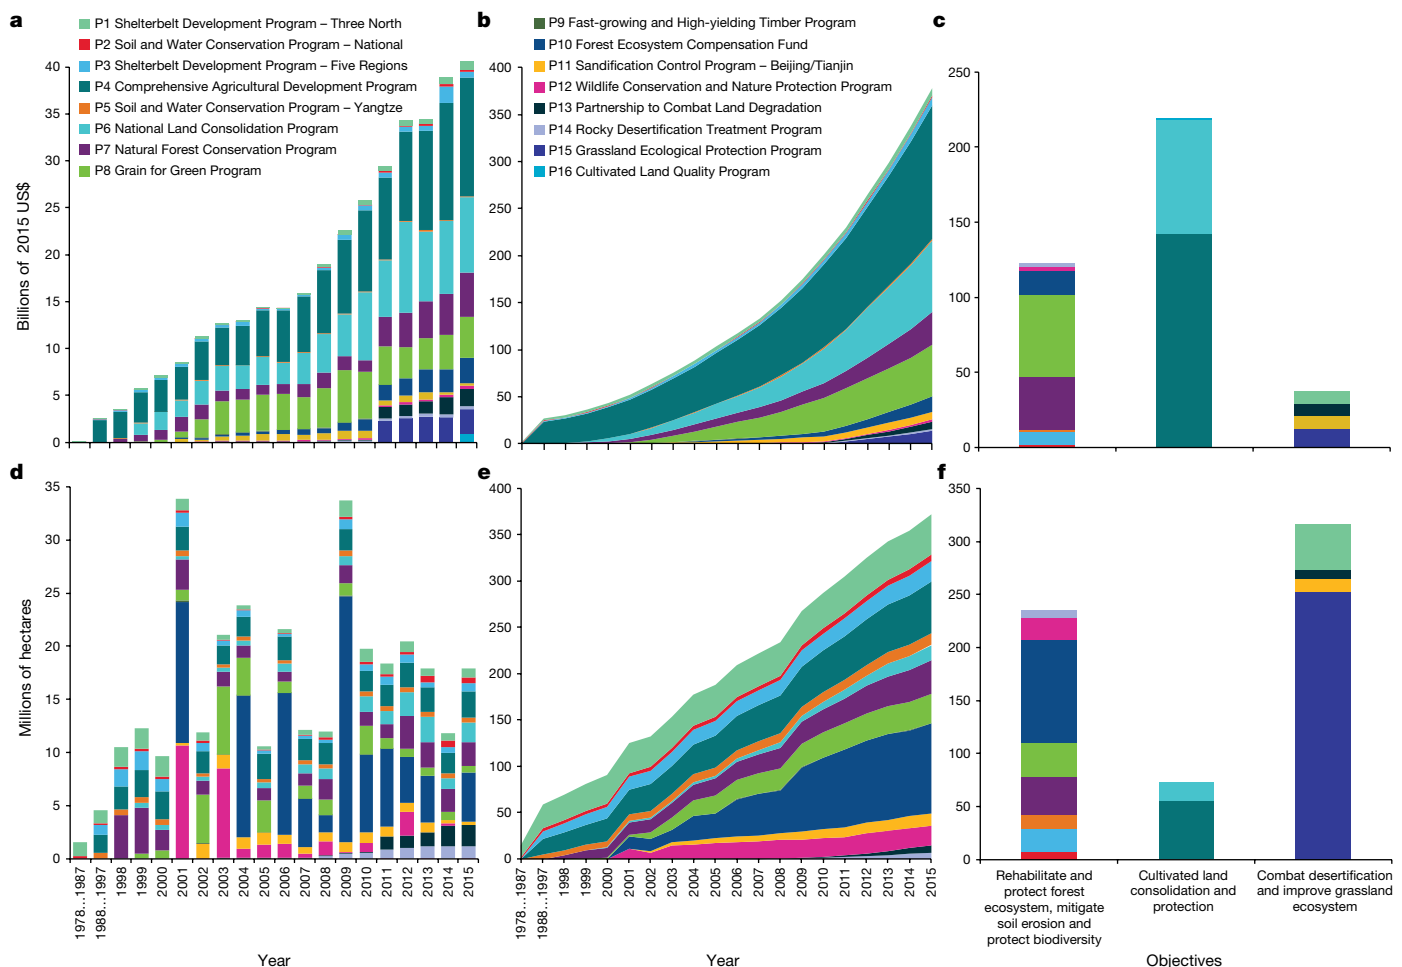 a
P1 Shelterbelt Development Program – Three North
P2 Soil and Water Conservation Program – National
P3 Shelterbelt Development Program – Five Regions
P4 Comprehensive Agricultural Development Program
P5 Soil and Water Conservation Program – Yangtze
P6 National Land Consolidation Program
P7 Natural Forest Conservation Program
P8 Grain for Green Program
Billions of 2015 US$
40
35
30
25
20
15
10
5
0
b
P9 Fast-growing and High-yielding Timber Program
P10 Forest Ecosystem Compensation Fund
P11 Sandification Control Program – Beijing/Tianjin
P12 Wildlife Conservation and Nature Protection Program
P13 Partnership to Combat Land Degradation
P14 Rocky Desertification Treatment Program
P15 Grassland Ecological Protection Program
P16 Cultivated Land Quality Program
400
350
300
250
200
150
100
50
0
c
250
200
150
100
50
0
d
Millions of hectares
35
30
25
20
15
10
5
0
1978...1987
1988...1997
1998
1999
2000
2001
2002
2003
2004
2005
2006
2007
2008
2009
2010
2011
2012
2013
2014
2015
Year
e
400
350
300
250
200
150
100
50
0
1978...1987
1988...1997
1998
1999
2000
2001
2002
2003
2004
2005
2006
2007
2008
2009
2010
2011
2012
2013
2014
2015
Year
f
350
300
250
200
150
100
50
0
Rehabilitate and
protect forest
ecosystem, mitigate
soil erosion and
protect biodiversity
Cultivated land
consolidation and
protection
Combat desertification
and improve grassland
ecosystem
Objectives